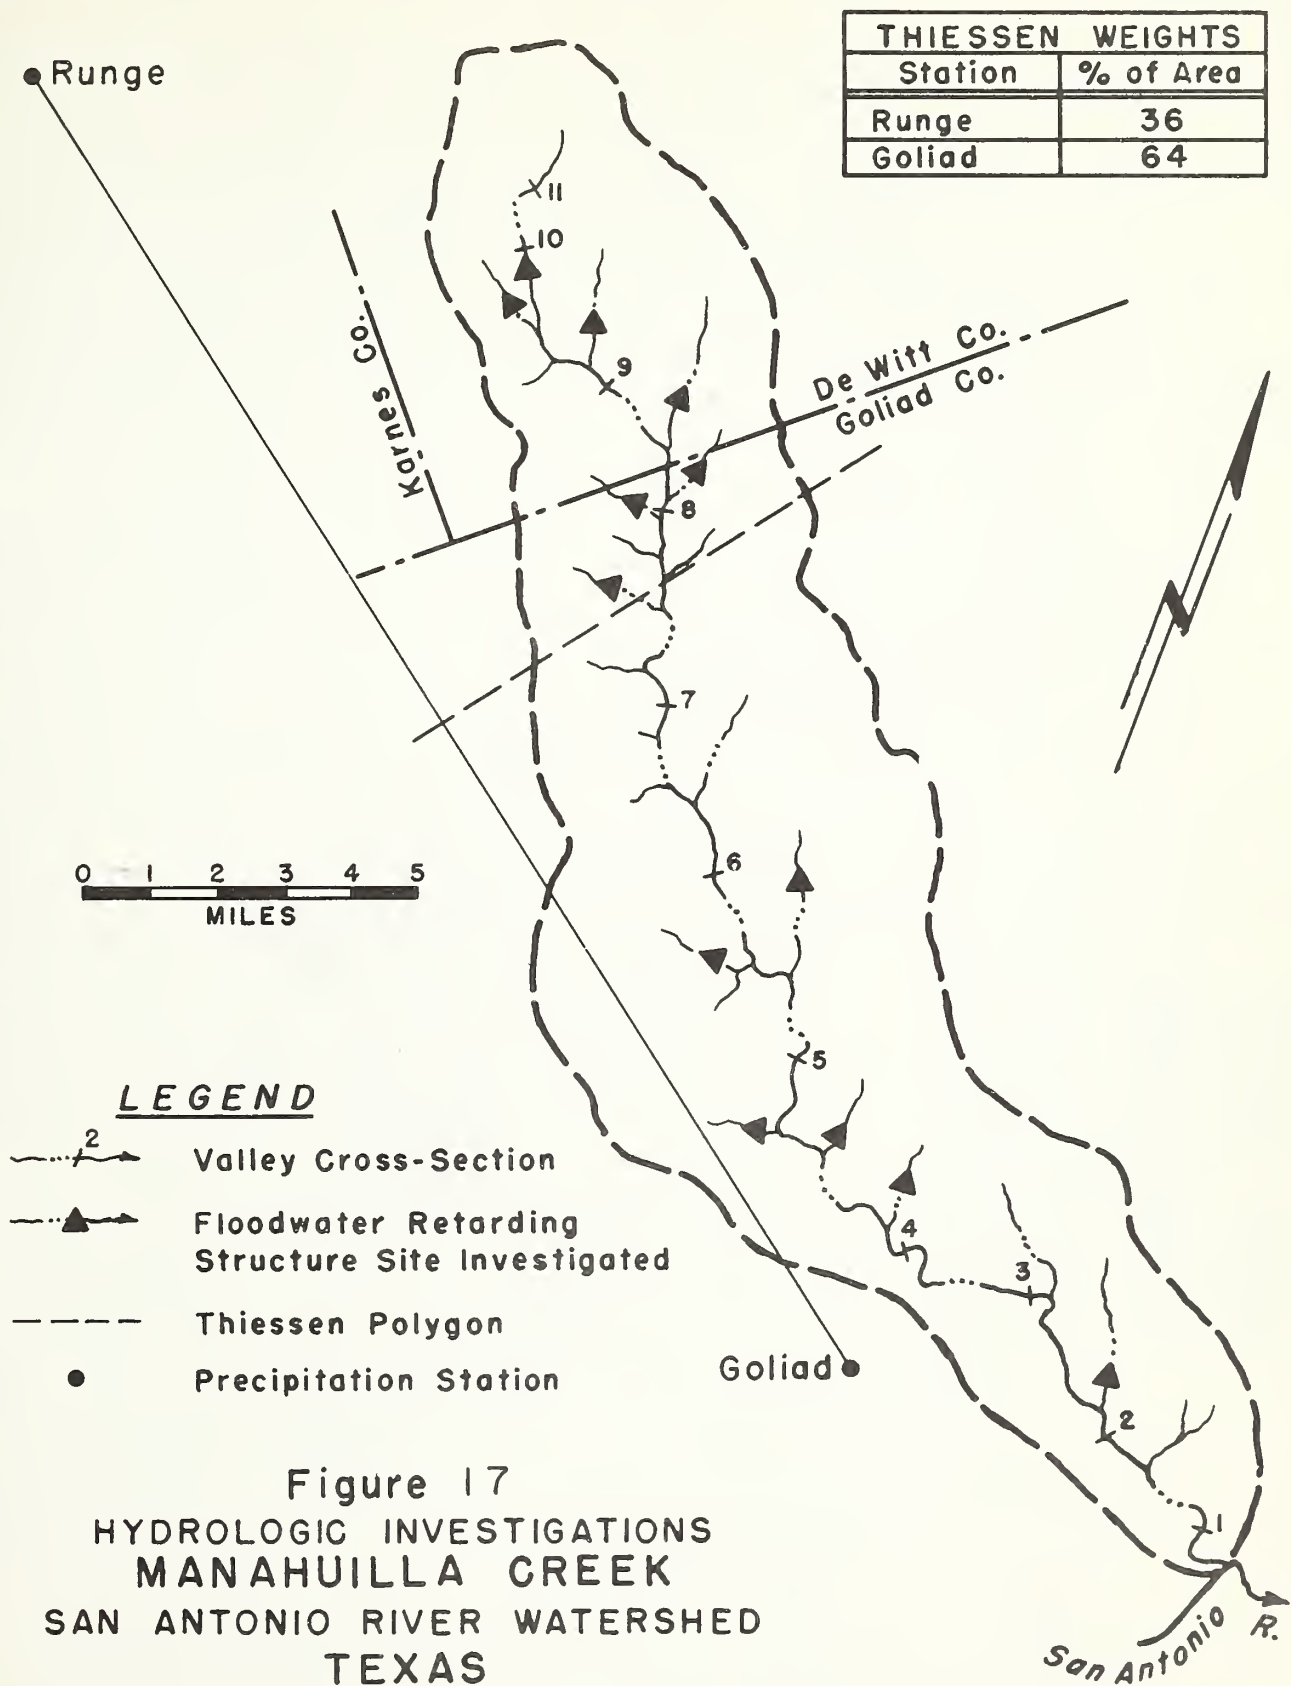 THIESSEN WEIGHTS
Station % of Area
Runge 36
Goliad 64
Runge
11
10
9
Karnes Co.
De Witt Co.
Goliad Co.
8
7
6
0 1 2 3 4 5
MILES
5
4
3
2
1
Goliad
San Antonio R.
LEGEND
2
Valley Cross-Section
Floodwater Retarding
Structure Site Investigated
Thiessen Polygon
Precipitation Station
Figure 17
HYDROLOGIC INVESTIGATIONS
MANAHUILLA CREEK
SAN ANTONIO RIVER WATERSHED
TEXAS